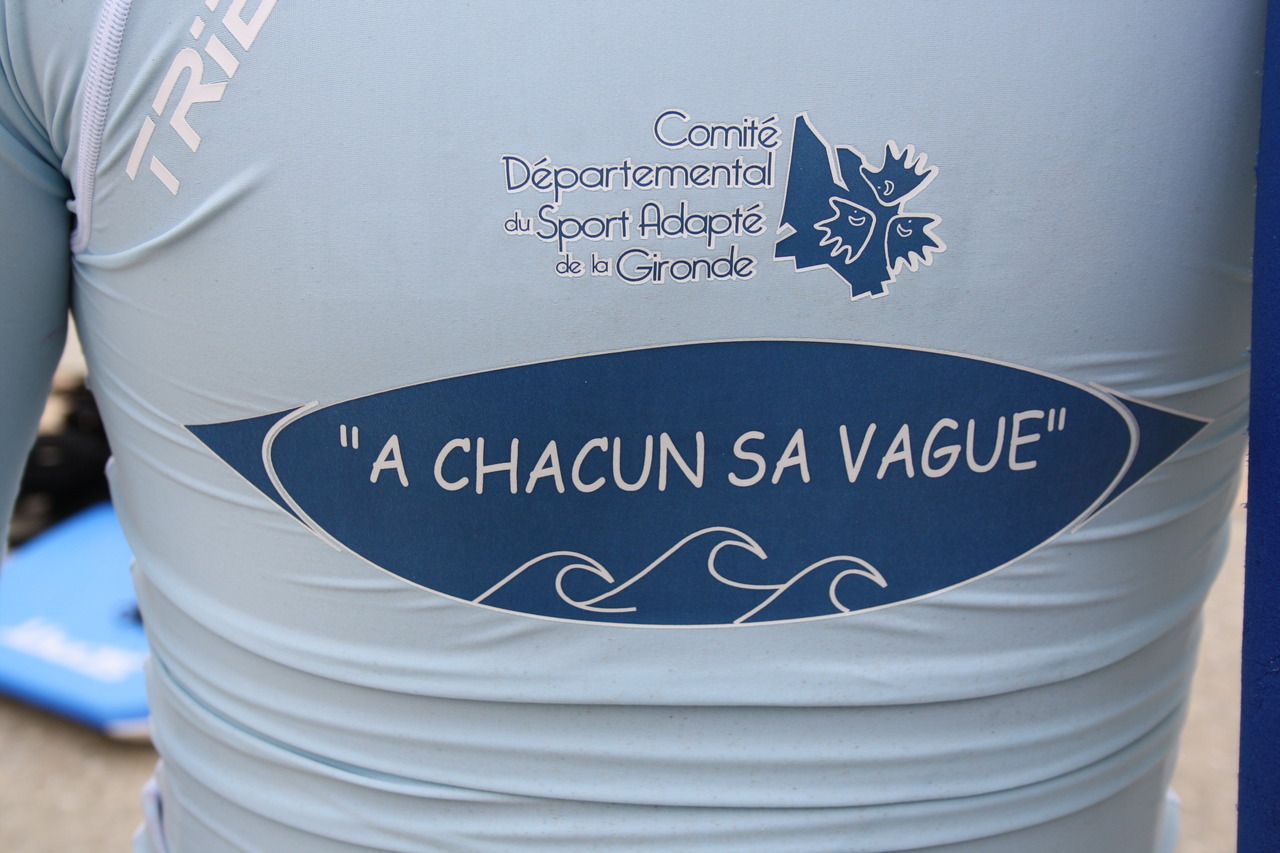 Comité
Départemental
du Sport Adapté
de la Gironde
"A CHACUN SA VAGUE"